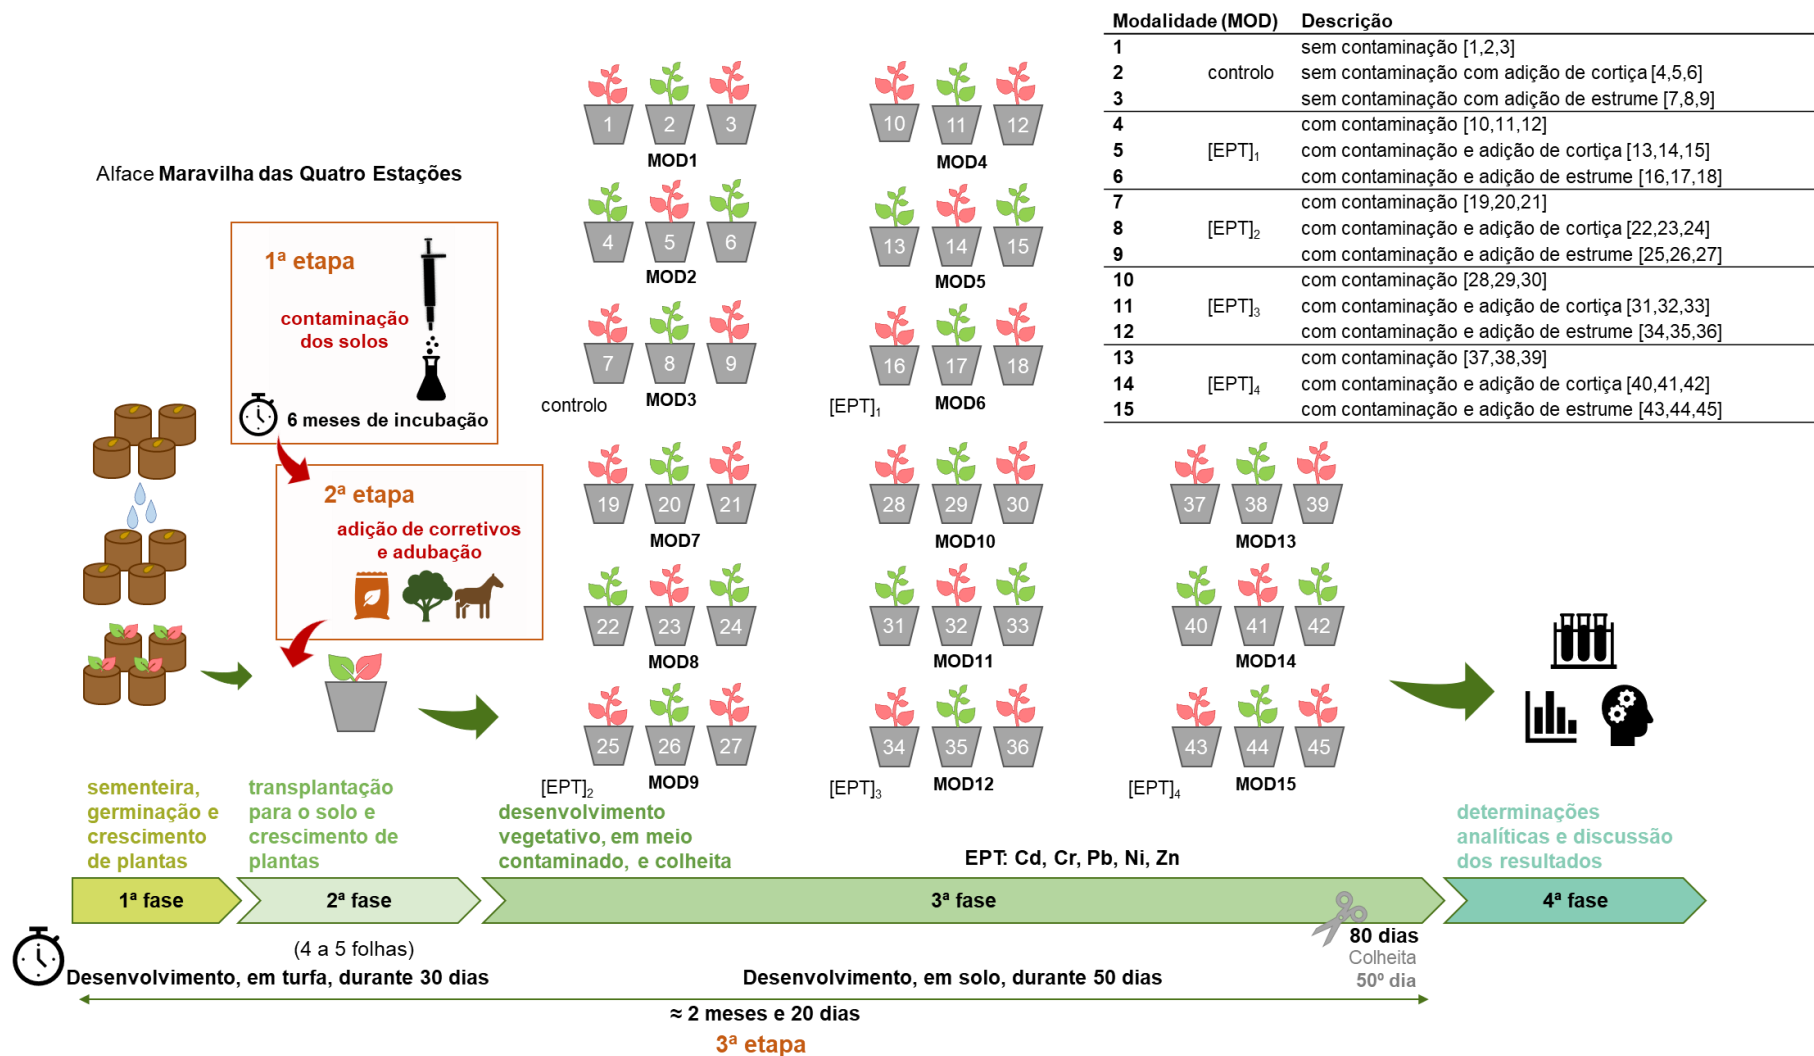 Modalidade (MOD) Descrição
1 sem contaminação [1,2,3]
2 controlo sem contaminação com adição de cortiça [4,5,6]
3 sem contaminação com adição de estrume [7,8,9]
4 com contaminação [10,11,12]
5 [EPT]1 com contaminação e adição de cortiça [13,14,15]
6 com contaminação e adição de estrume [16,17,18]
7 com contaminação [19,20,21]
8 [EPT]2 com contaminação e adição de cortiça [22,23,24]
9 com contaminação e adição de estrume [25,26,27]
10 com contaminação [28,29,30]
11 [EPT]3 com contaminação e adição de cortiça [31,32,33]
12 com contaminação e adição de estrume [34,35,36]
13 com contaminação [37,38,39]
14 [EPT]4 com contaminação e adição de cortiça [40,41,42]
15 com contaminação e adição de estrume [43,44,45]
Alface Maravilha das Quatro Estações
1ª etapa
contaminação
dos solos
6 meses de incubação
2ª etapa
adição de corretivos
e adubação
1 2 3
MOD1
4 5 6
MOD2
7 8 9
controlo MOD3
10 11 12
MOD4
13 14 15
MOD5
16 17 18
[EPT]1 MOD6
19 20 21
MOD7
22 23 24
MOD8
25 26 27
[EPT]2 MOD9
28 29 30
MOD10
31 32 33
MOD11
34 35 36
[EPT]3 MOD12
37 38 39
MOD13
40 41 42
MOD14
43 44 45
[EPT]4 MOD15
sementeira,
germinação e
crescimento
de plantas
transplantação
para o solo e
crescimento de
plantas
desenvolvimento
vegetativo, em meio
contaminado, e colheita
EPT: Cd, Cr, Pb, Ni, Zn
determinações
analíticas e discussão
dos resultados
1ª fase
2ª fase
3ª fase
4ª fase
(4 a 5 folhas)
80 dias
Colheita
50º dia
Desenvolvimento, em turfa, durante 30 dias
Desenvolvimento, em solo, durante 50 dias
≈ 2 meses e 20 dias
3ª etapa